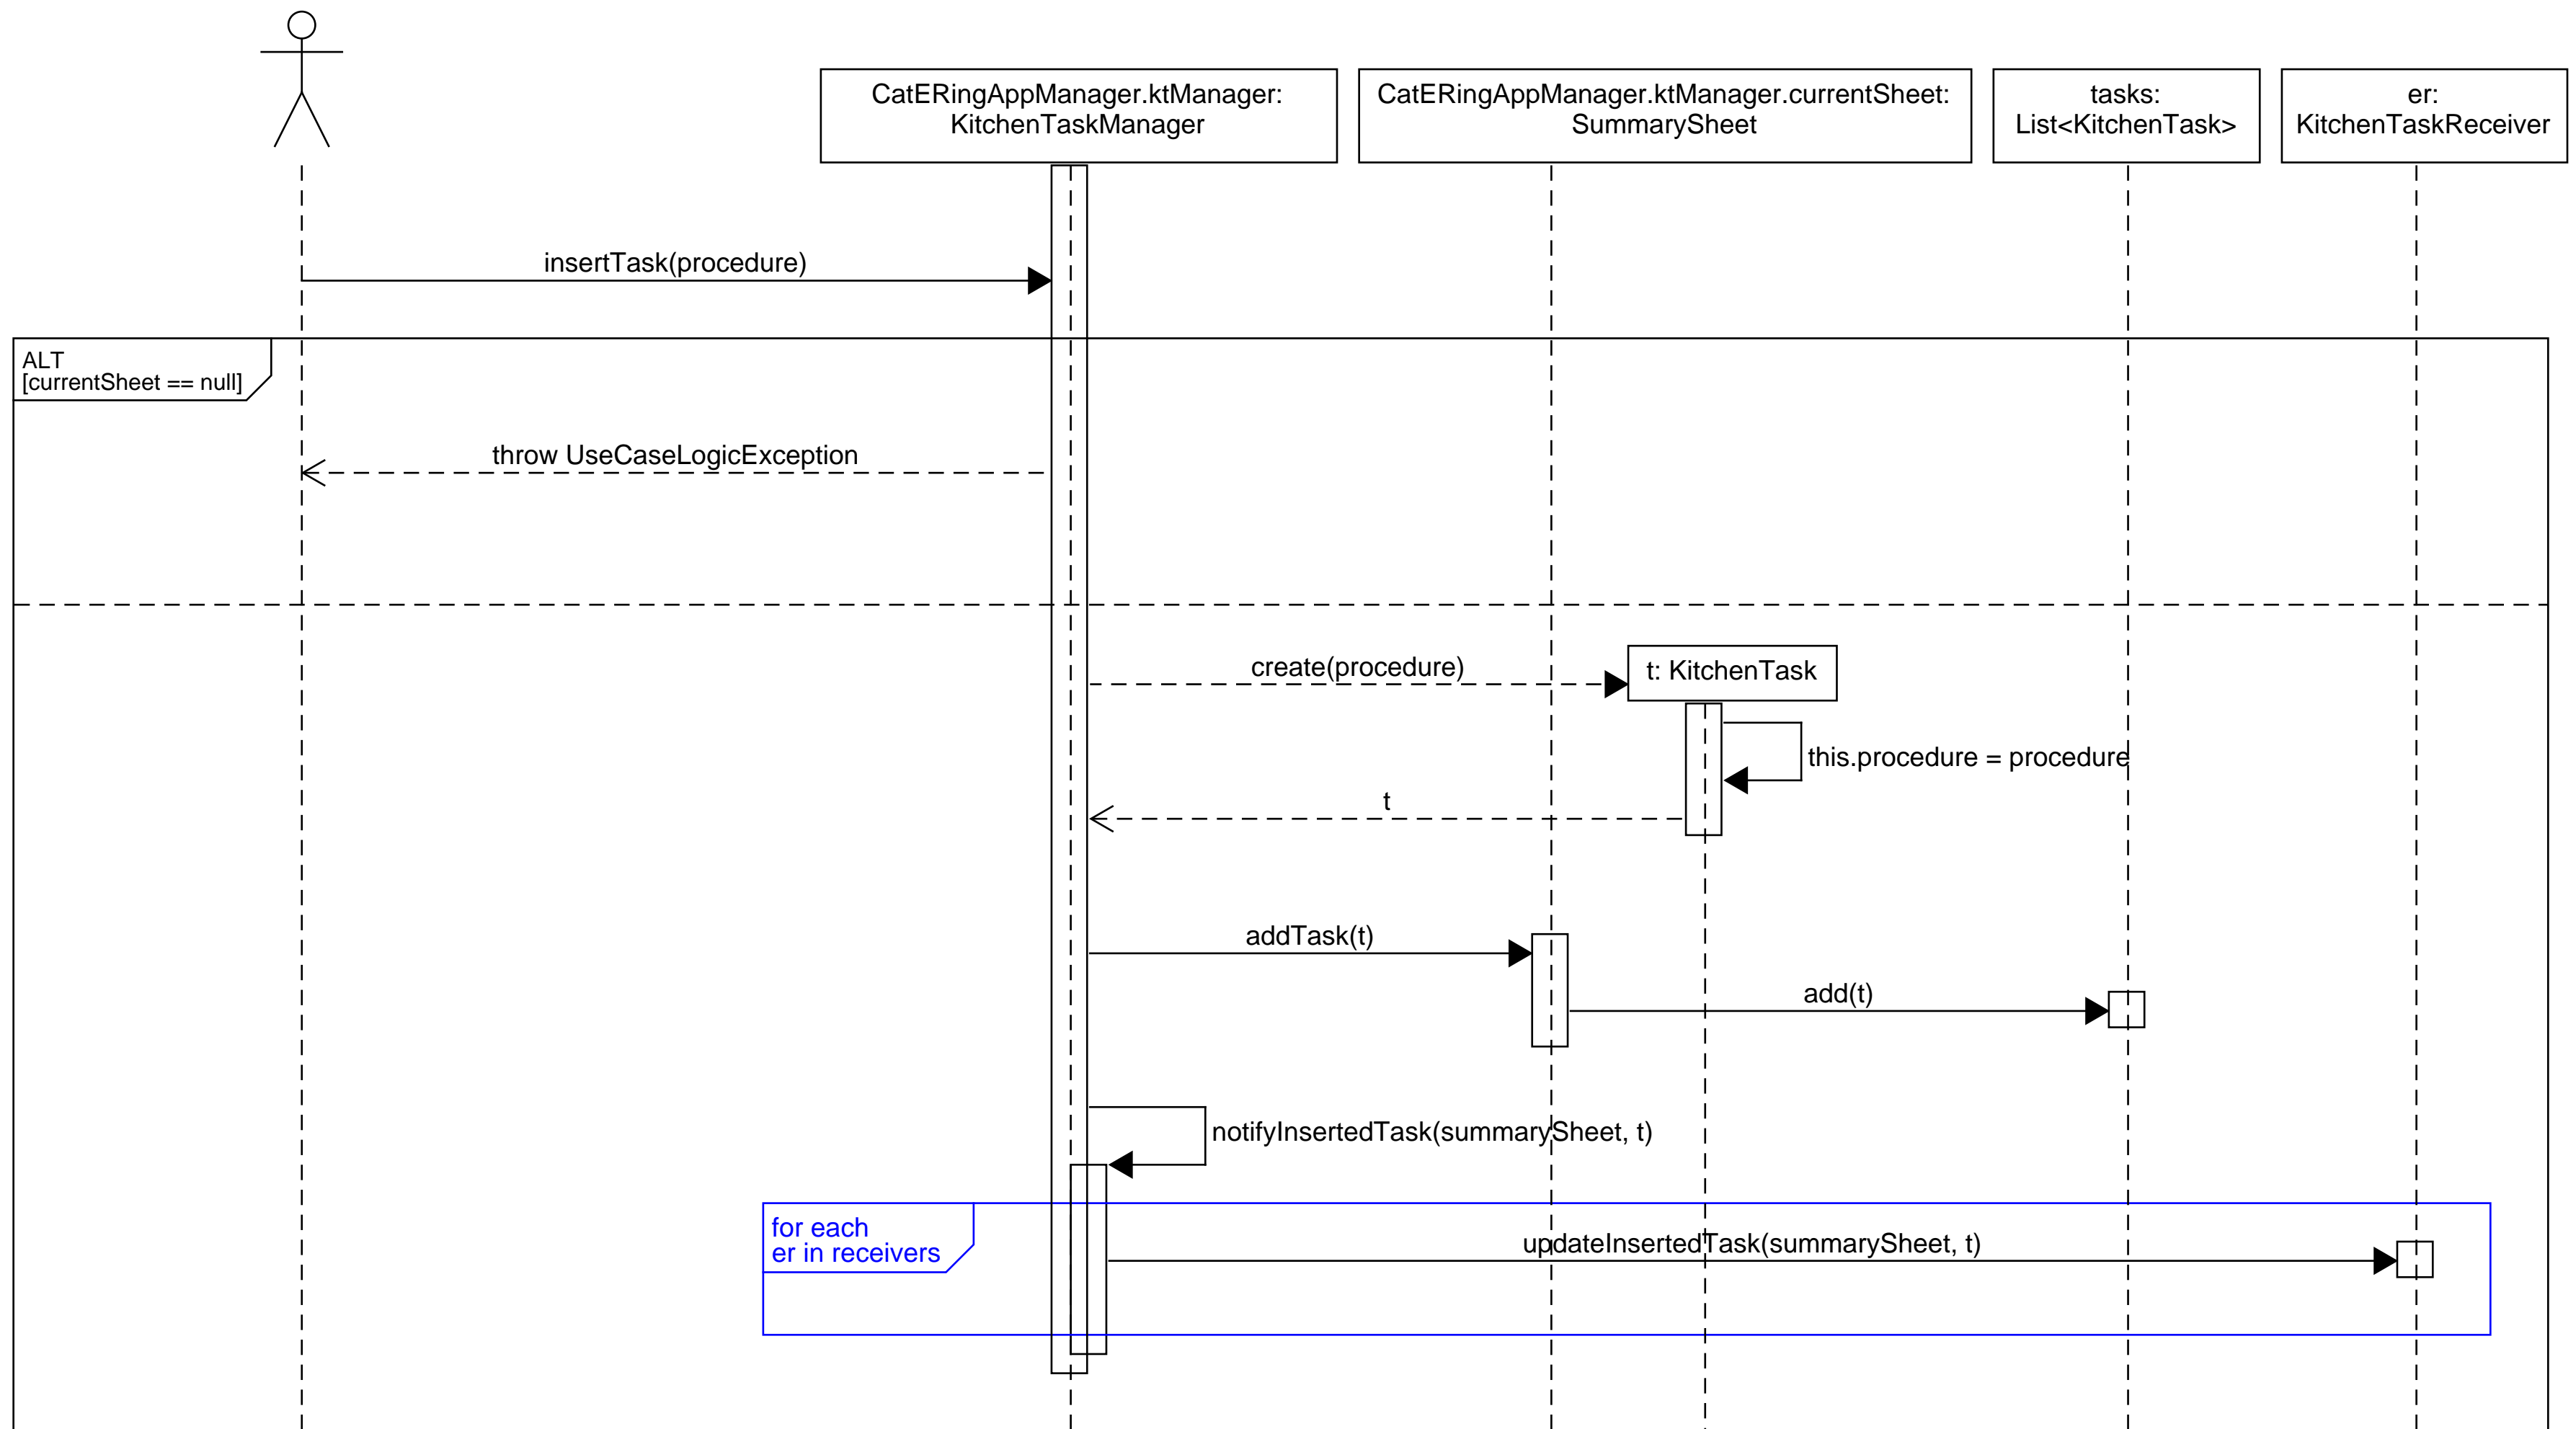 CatERingAppManager.ktManager:
KitchenTaskManager
CatERingAppManager.ktManager.currentSheet:
SummarySheet
tasks:
List<KitchenTask>
er:
KitchenTaskReceiver
insertTask(procedure)
ALT
[currentSheet == null]
throw UseCaseLogicException
create(procedure)
t: KitchenTask
this.procedure = procedure
t
addTask(t)
add(t)
notifyInsertedTask(summarySheet, t)
for each
er in receivers
updateInsertedTask(summarySheet, t)